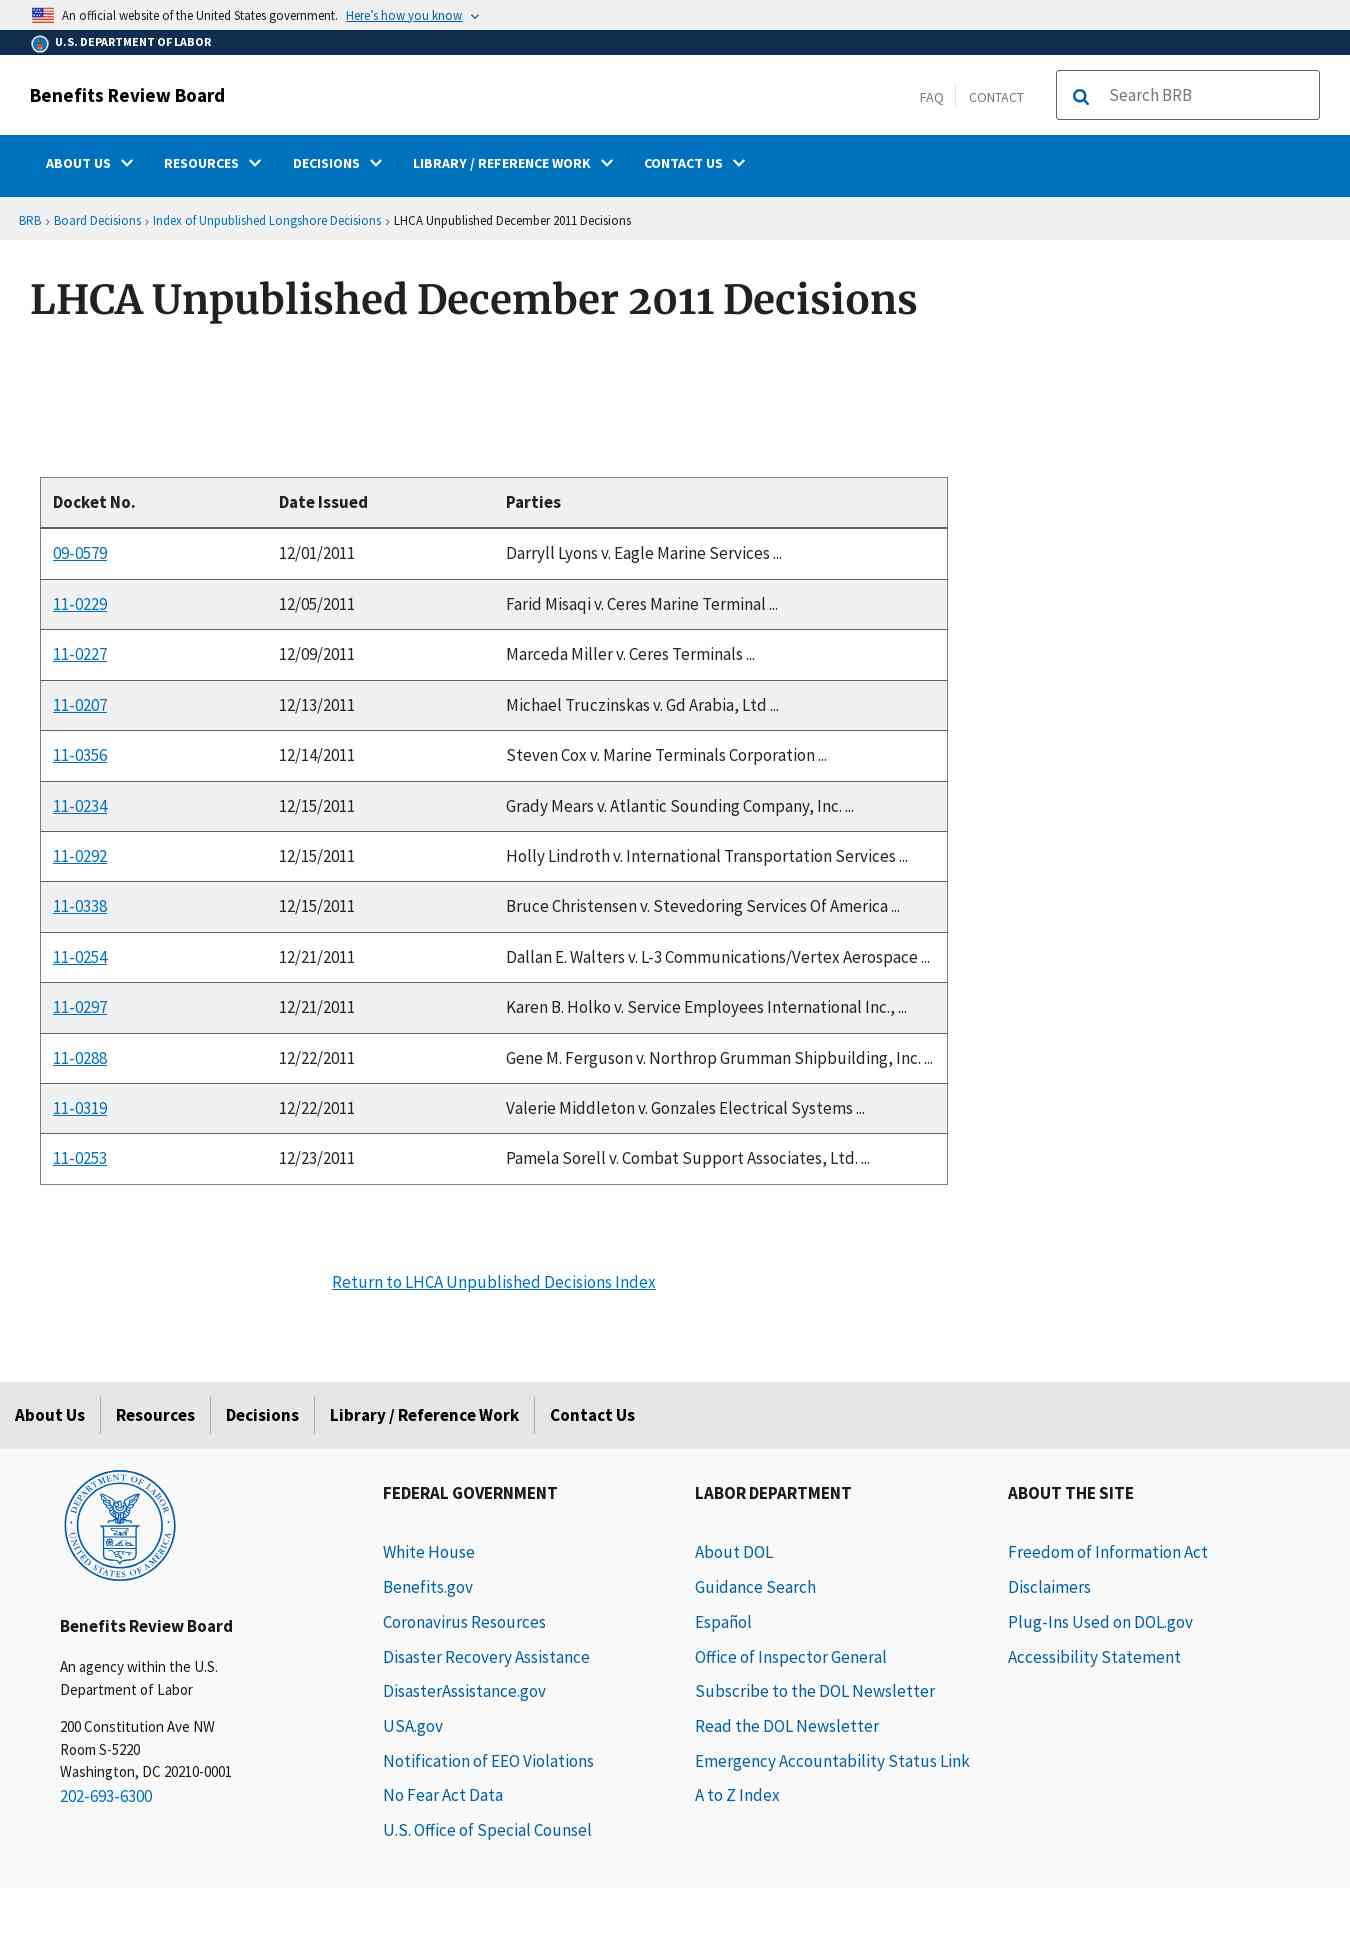 An official website of the United States government. Here's how you know
U.S. DEPARTMENT OF LABOR
Benefits Review Board
FAQ
CONTACT
Search BRB
ABOUT US
RESOURCES
DECISIONS
LIBRARY / REFERENCE WORK
CONTACT US
BRB › Board Decisions › Index of Unpublished Longshore Decisions › LHCA Unpublished December 2011 Decisions
LHCA Unpublished December 2011 Decisions
Docket No. Date Issued Parties
09-0579 12/01/2011 Darryll Lyons v. Eagle Marine Services ...
11-0229 12/05/2011 Farid Misaqi v. Ceres Marine Terminal ...
11-0227 12/09/2011 Marceda Miller v. Ceres Terminals ...
11-0207 12/13/2011 Michael Truczinskas v. Gd Arabia, Ltd ...
11-0356 12/14/2011 Steven Cox v. Marine Terminals Corporation ...
11-0234 12/15/2011 Grady Mears v. Atlantic Sounding Company, Inc. ...
11-0292 12/15/2011 Holly Lindroth v. International Transportation Services ...
11-0338 12/15/2011 Bruce Christensen v. Stevedoring Services Of America ...
11-0254 12/21/2011 Dallan E. Walters v. L-3 Communications/Vertex Aerospace ...
11-0297 12/21/2011 Karen B. Holko v. Service Employees International Inc., ...
11-0288 12/22/2011 Gene M. Ferguson v. Northrop Grumman Shipbuilding, Inc. ...
11-0319 12/22/2011 Valerie Middleton v. Gonzales Electrical Systems ...
11-0253 12/23/2011 Pamela Sorell v. Combat Support Associates, Ltd. ...
Return to LHCA Unpublished Decisions Index
About Us
Resources
Decisions
Library / Reference Work
Contact Us
DEPARTMENT OF LABOR
UNITED STATES OF AMERICA
Benefits Review Board
An agency within the U.S.
Department of Labor
200 Constitution Ave NW
Room S-5220
Washington, DC 20210-0001
202-693-6300
FEDERAL GOVERNMENT
White House
Benefits.gov
Coronavirus Resources
Disaster Recovery Assistance
DisasterAssistance.gov
USA.gov
Notification of EEO Violations
No Fear Act Data
U.S. Office of Special Counsel
LABOR DEPARTMENT
About DOL
Guidance Search
Español
Office of Inspector General
Subscribe to the DOL Newsletter
Read the DOL Newsletter
Emergency Accountability Status Link
A to Z Index
ABOUT THE SITE
Freedom of Information Act
Disclaimers
Plug-Ins Used on DOL.gov
Accessibility Statement